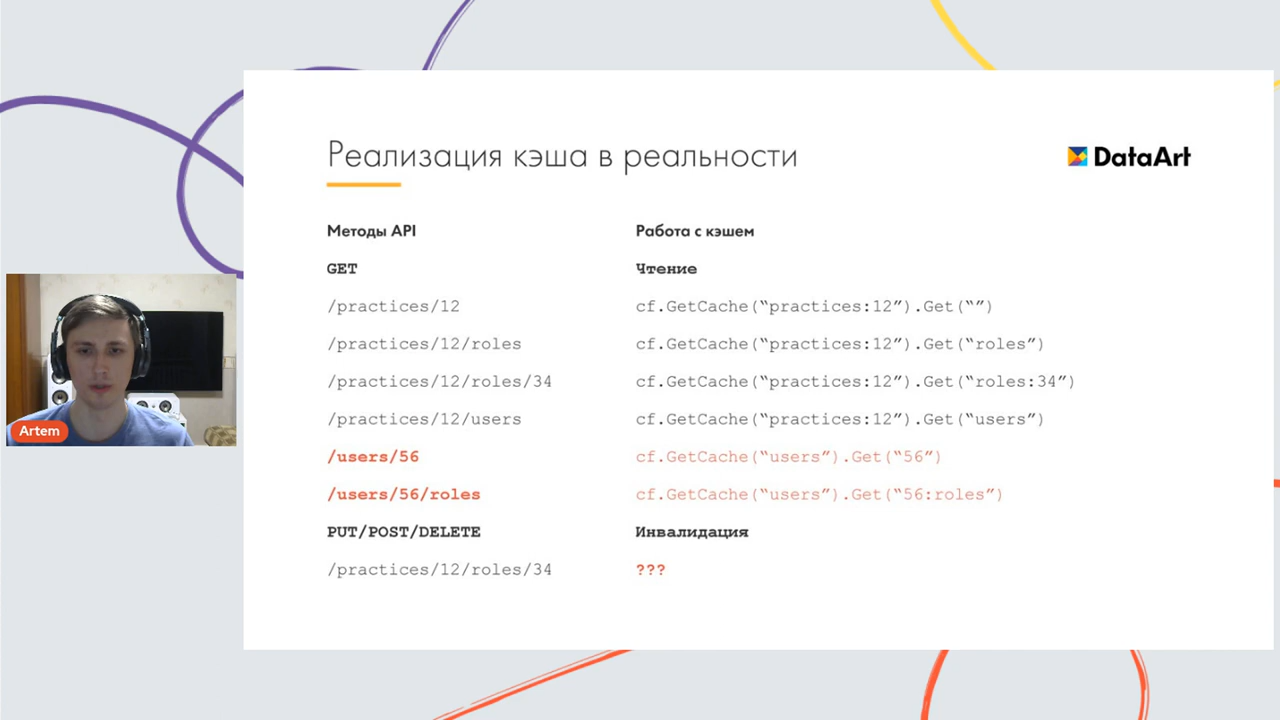 Реализация кэша в реальности
DataArt
Методы API Работа с кэшем
GET Чтение
/practices/12 cf.GetCache(“practices:12”).Get(“”)
/practices/12/roles cf.GetCache(“practices:12”).Get(“roles”)
/practices/12/roles/34 cf.GetCache(“practices:12”).Get(“roles:34”)
/practices/12/users cf.GetCache(“practices:12”).Get(“users”)
/users/56 cf.GetCache(“users”).Get(“56”)
/users/56/roles cf.GetCache(“users”).Get(“56:roles”)
PUT/POST/DELETE Инвалидация
/practices/12/roles/34 ???
Artem